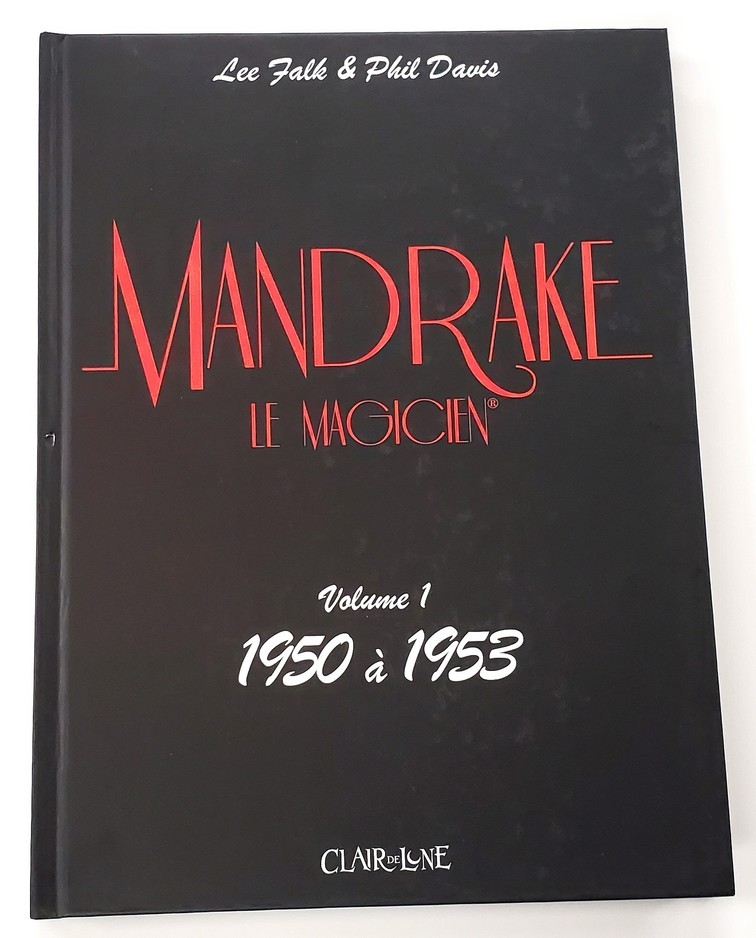 Lee Falk & Phil Davis
MANDRAKE
LE MAGICIEN®
Volume 1
1950 à 1953
CLAIR DE LUNE